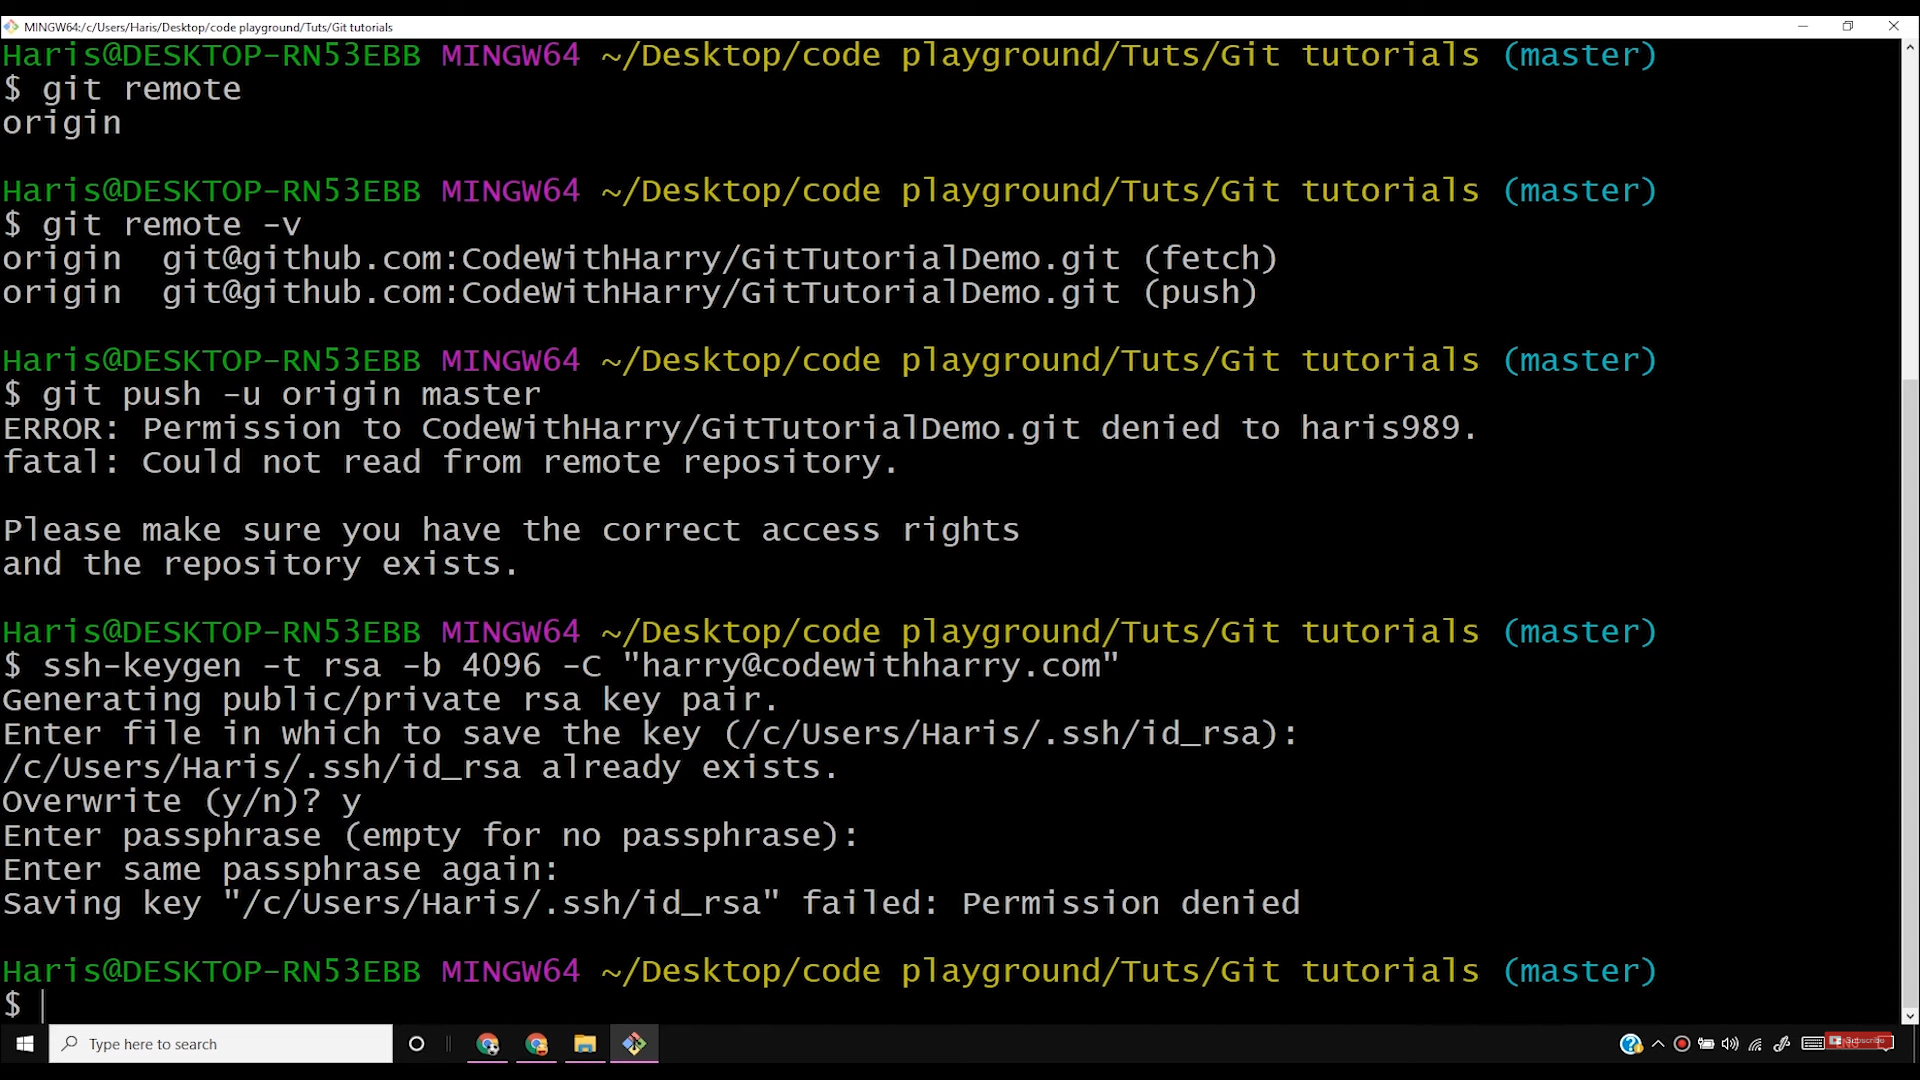 MINGW64:/c/Users/Haris/Desktop/code playground/Tuts/Git tutorials
Haris@DESKTOP-RN53EBB MINGW64 ~/Desktop/code playground/Tuts/Git tutorials (master)
$ git remote
origin
Haris@DESKTOP-RN53EBB MINGW64 ~/Desktop/code playground/Tuts/Git tutorials (master)
$ git remote -v
origin  git@github.com:CodeWithHarry/GitTutorialDemo.git (fetch)
origin  git@github.com:CodeWithHarry/GitTutorialDemo.git (push)
Haris@DESKTOP-RN53EBB MINGW64 ~/Desktop/code playground/Tuts/Git tutorials (master)
$ git push -u origin master
ERROR: Permission to CodeWithHarry/GitTutorialDemo.git denied to haris989.
fatal: Could not read from remote repository.
Please make sure you have the correct access rights
and the repository exists.
Haris@DESKTOP-RN53EBB MINGW64 ~/Desktop/code playground/Tuts/Git tutorials (master)
$ ssh-keygen -t rsa -b 4096 -C "harry@codewithharry.com"
Generating public/private rsa key pair.
Enter file in which to save the key (/c/Users/Haris/.ssh/id_rsa):
/c/Users/Haris/.ssh/id_rsa already exists.
Overwrite (y/n)? y
Enter passphrase (empty for no passphrase):
Enter same passphrase again:
Saving key "/c/Users/Haris/.ssh/id_rsa" failed: Permission denied
Haris@DESKTOP-RN53EBB MINGW64 ~/Desktop/code playground/Tuts/Git tutorials (master)
$
Type here to search
Subscribe